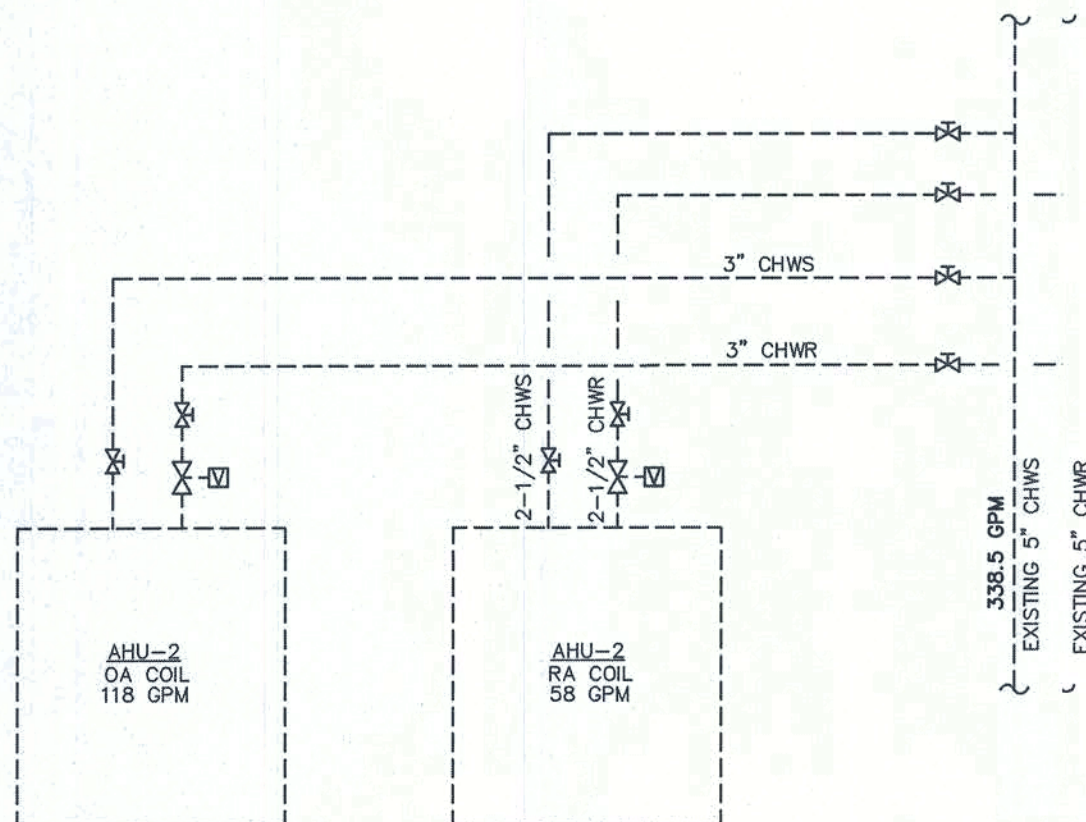 3" CHWS
3" CHWR
2-1/2" CHWS
2-1/2" CHWR
V
V
AHU-2
OA COIL
118 GPM
AHU-2
RA COIL
58 GPM
338.5 GPM
EXISTING 5" CHWS
EXISTING 5" CHWR